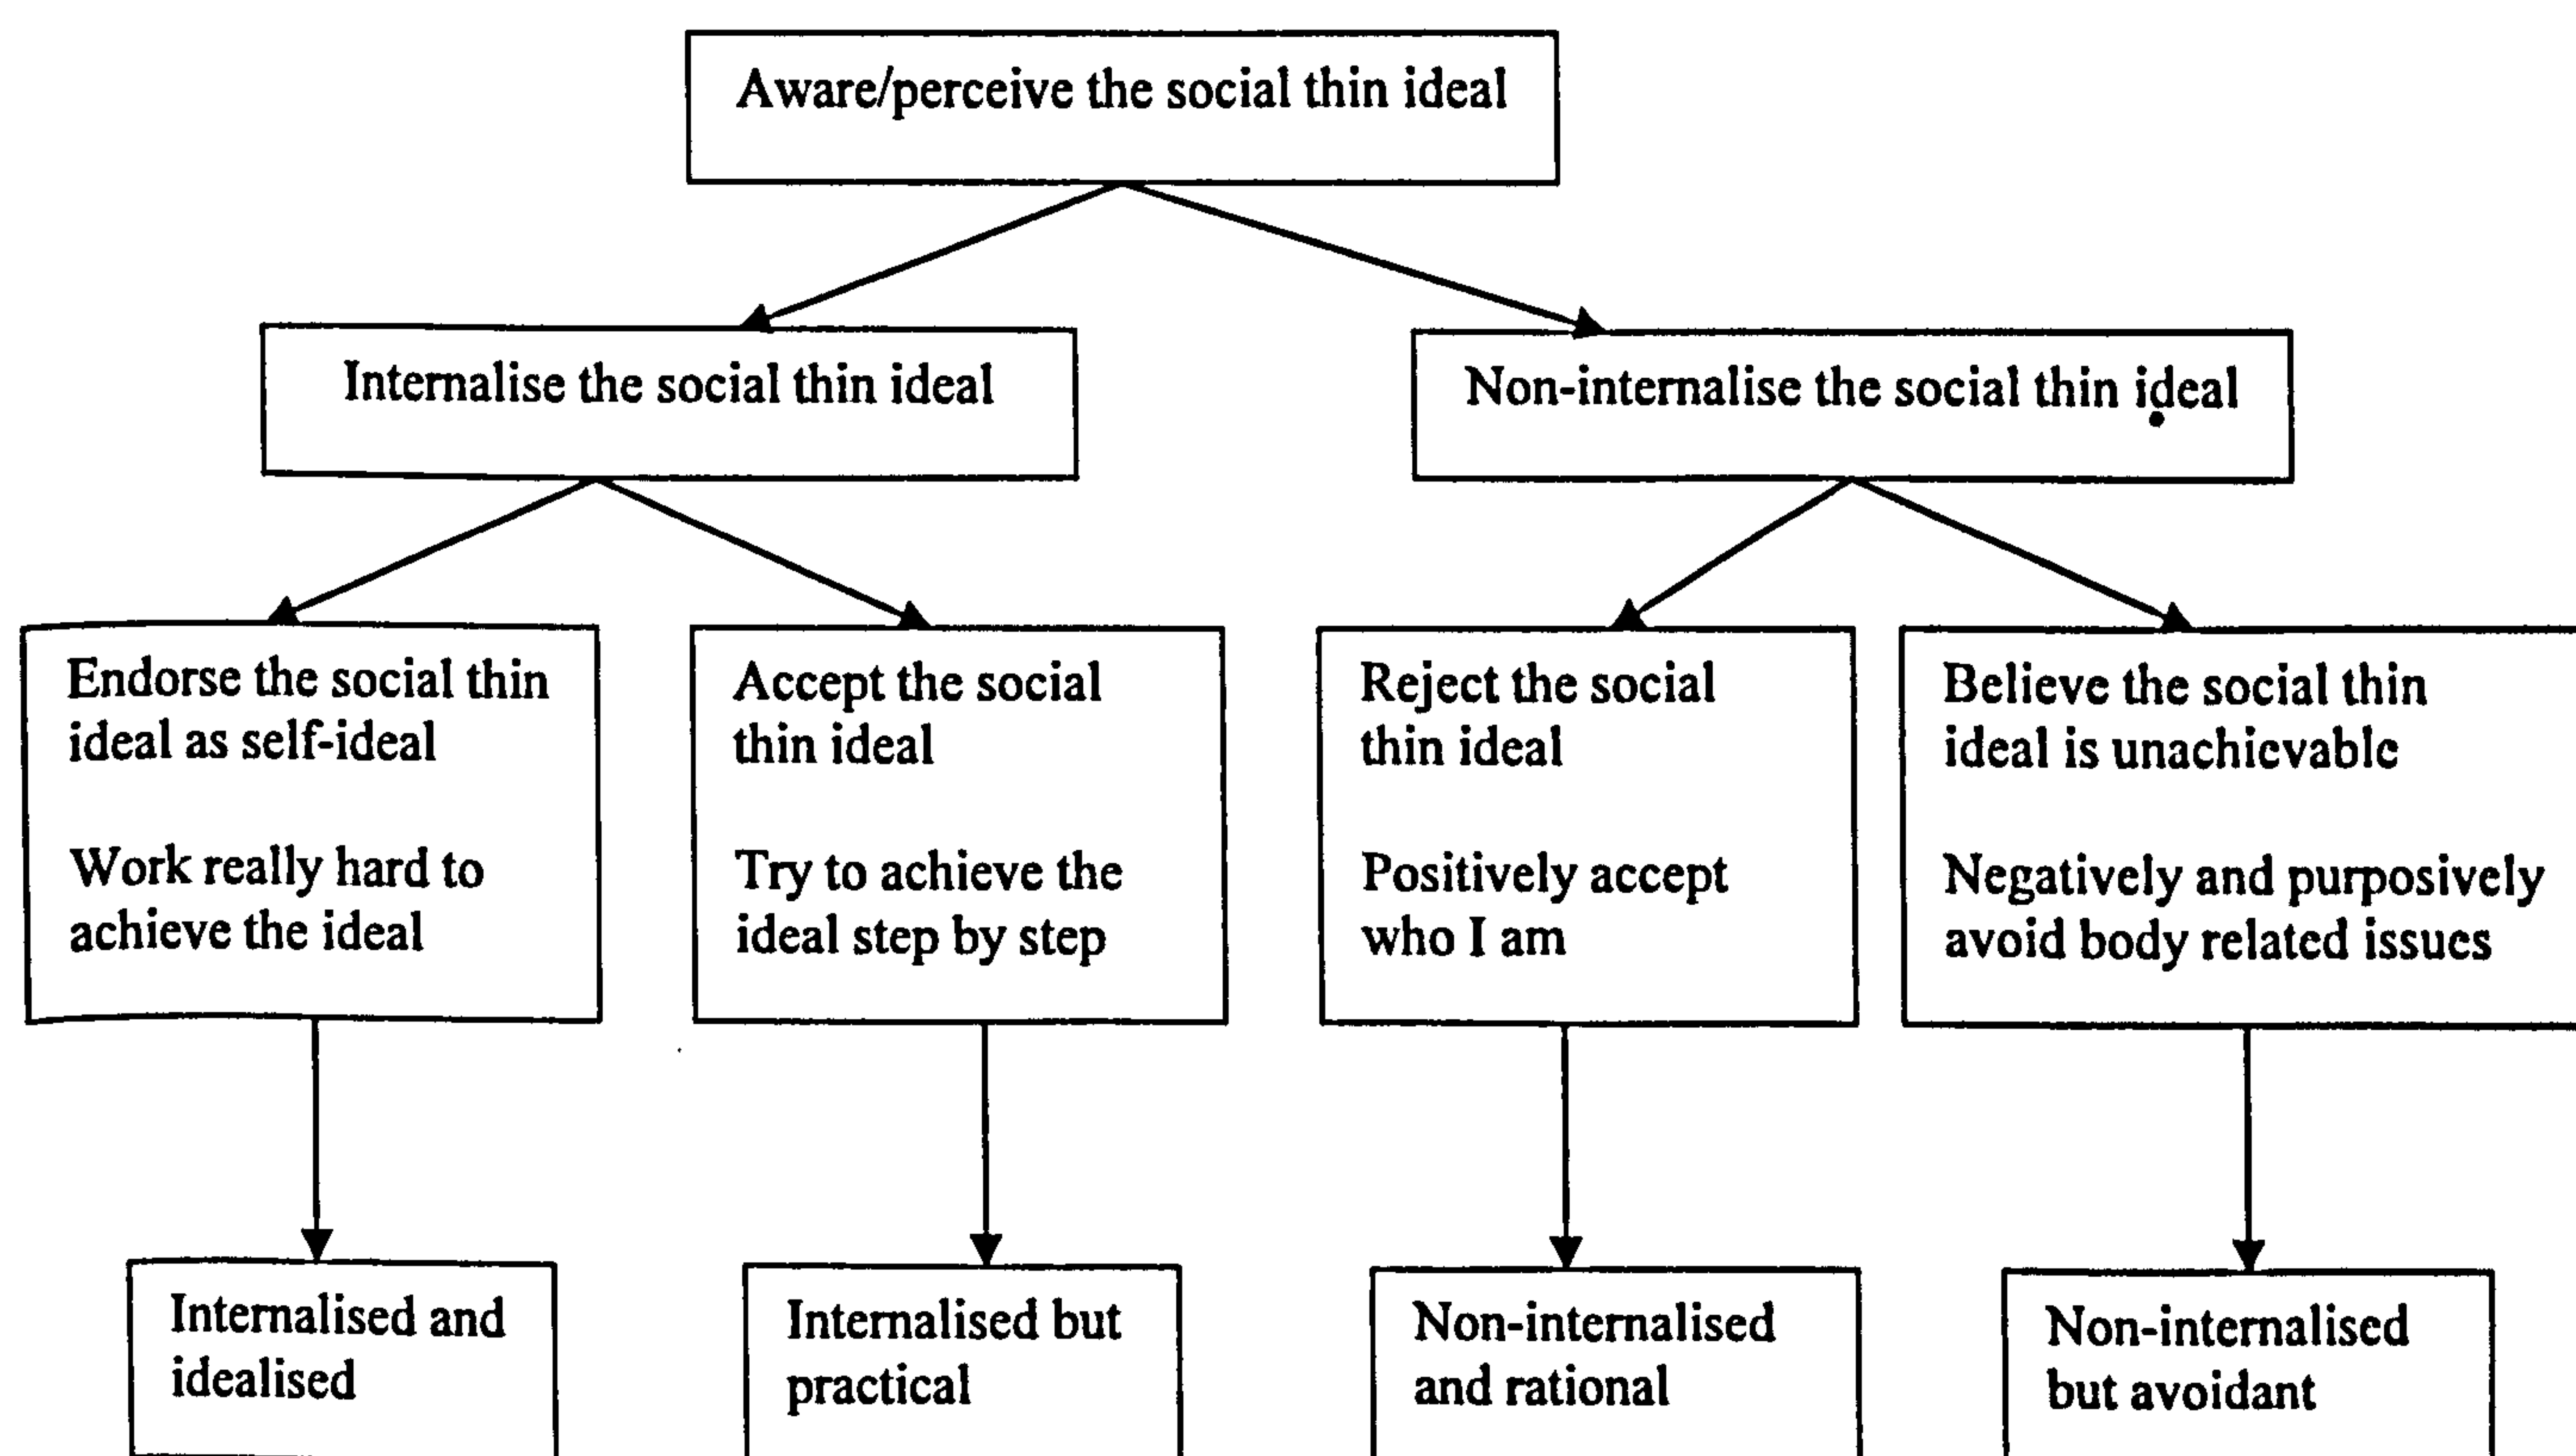 Aware/perceive the social thin ideal
Internalise the social thin ideal
Non-internalise the social thin ideal
Endorse the social thin
ideal as self-ideal
Work really hard to
achieve the ideal
Accept the social
thin ideal
Try to achieve the
ideal step by step
Reject the social
thin ideal
Positively accept
who I am
Believe the social thin
ideal is unachievable
Negatively and purposively
avoid body related issues
Internalised and
idealised
Internalised but
practical
Non-internalised
and rational
Non-internalised
but avoidant